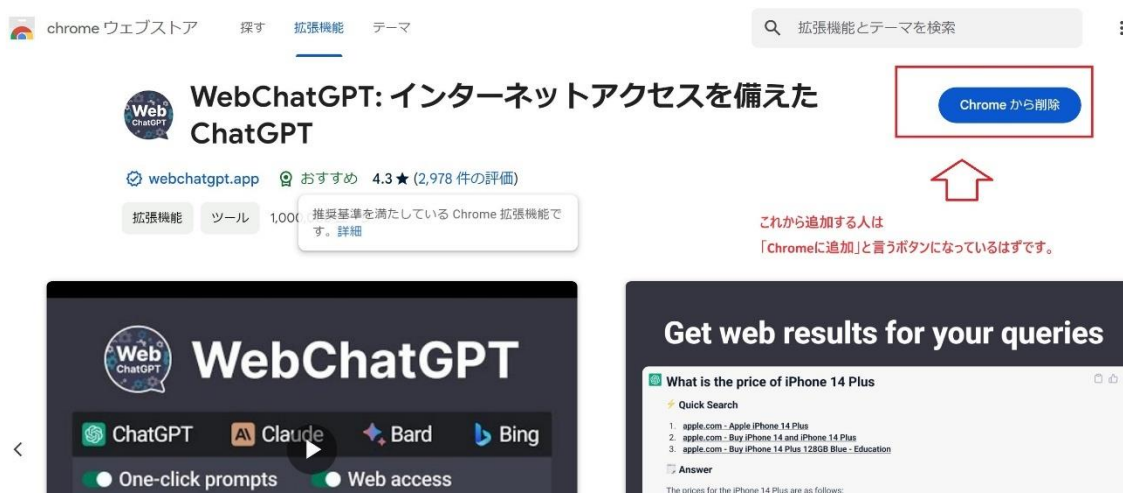 chrome ウェブストア
探す
拡張機能
テーマ
拡張機能とテーマを検索
WebChatGPT: インターネットアクセスを備えた
ChatGPT
Chrome から削除
Web
ChatGPT
webchatgpt.app
おすすめ
4.3 ★ (2,978 件の評価)
拡張機能
ツール
1,000
推奨基準を満たしている Chrome 拡張機能で
す。詳細
これから追加する人は
「Chromeに追加」と言うボタンになっているはずです。
Web
ChatGPT
WebChatGPT
ChatGPT
Claude
Bard
Bing
One-click prompts
Web access
Get web results for your queries
What is the price of iPhone 14 Plus
Quick Search
1. apple.com - Apple iPhone 14 Plus
2. apple.com - Buy iPhone 14 and iPhone 14 Plus
3. apple.com - Buy iPhone 14 Plus 128GB Blue - Education
Answer
The prices for the iPhone 14 Plus are as follows: